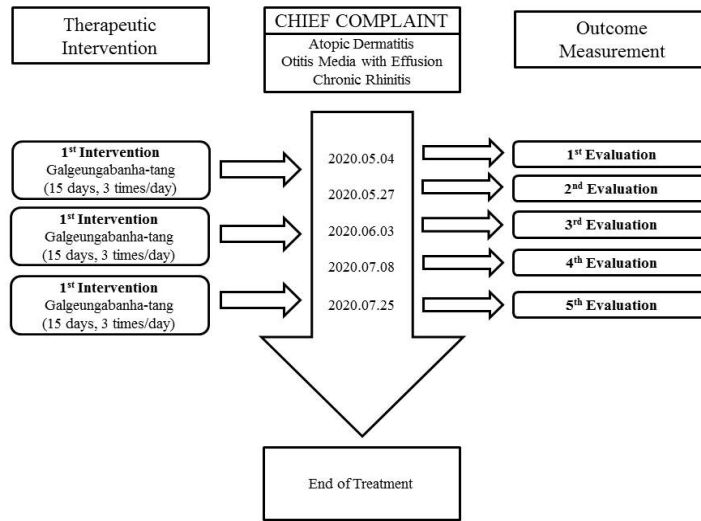 Therapeutic
Intervention
CHIEF COMPLAINT
Atopic Dermatitis
Otitis Media with Effusion
Chronic Rhinitis
Outcome
Measurement
1st Intervention
Galgeungabanha-tang
(15 days, 3 times/day)
1st Intervention
Galgeungabanha-tang
(15 days, 3 times/day)
1st Intervention
Galgeungabanha-tang
(15 days, 3 times/day)
2020.05.04
2020.05.27
2020.06.03
2020.07.08
2020.07.25
1st Evaluation
2nd Evaluation
3rd Evaluation
4th Evaluation
5th Evaluation
End of Treatment